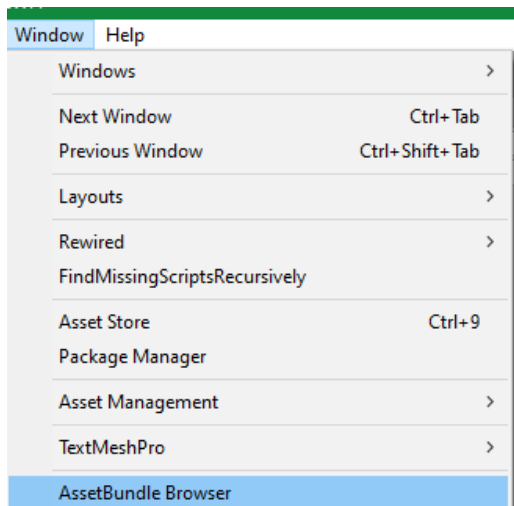 Window Help
Windows
Next Window Ctrl+Tab
Previous Window Ctrl+Shift+Tab
Layouts
Rewired
FindMissingScriptsRecursively
Asset Store Ctrl+9
Package Manager
Asset Management
TextMeshPro
AssetBundle Browser